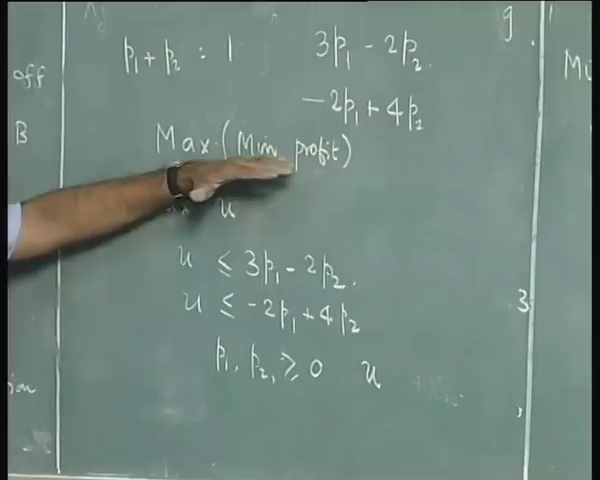 off
B
p₁ + p₂ : 1
3p₁ - 2p₂
-2p₁ + 4p₂
Max (Min profit)
u
u ≤ 3p₁ - 2p₂.
u ≤ -2p₁ + 4p₂
p₁, p₂, ≥ 0 u
g
3